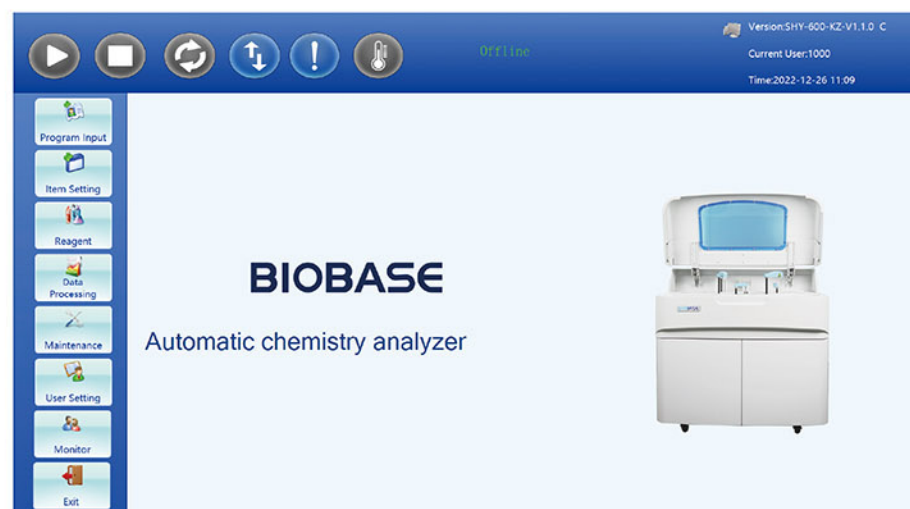 Offline
Version:SHY-600-KZ-V1.1.0 C
Current User:1000
Time:2022-12-26 11:09
Program Input
Item Setting
Reagent
Data
Processing
Maintenance
User Setting
Monitor
Exit
BIOBASE
Automatic chemistry analyzer